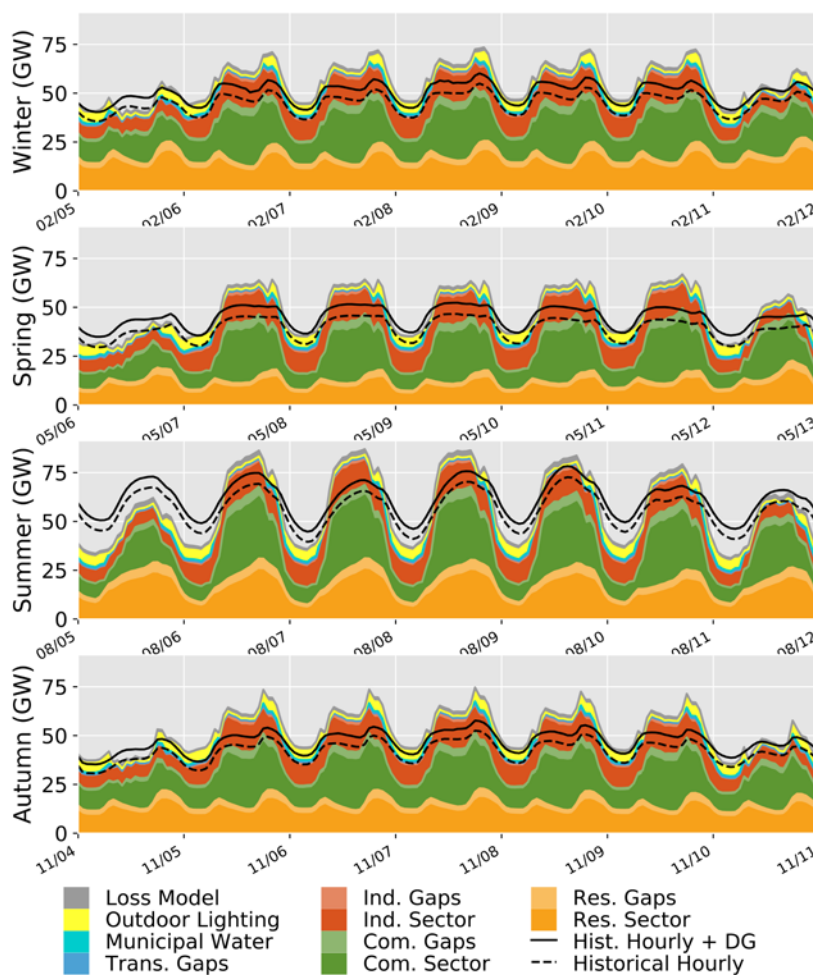 Winter (GW)
75
50
25
0
02/05 02/06 02/07 02/08 02/09 02/10 02/11 02/12
Spring (GW)
75
50
25
0
05/06 05/07 05/08 05/09 05/10 05/11 05/12 05/13
Summer (GW)
75
50
25
0
08/05 08/06 08/07 08/08 08/09 08/10 08/11 08/12
Autumn (GW)
75
50
25
0
11/04 11/05 11/06 11/07 11/08 11/09 11/10 11/11
Loss Model Ind. Gaps Res. Gaps
Outdoor Lighting Ind. Sector Res. Sector
Municipal Water Com. Gaps Hist. Hourly + DG
Trans. Gaps Com. Sector Historical Hourly